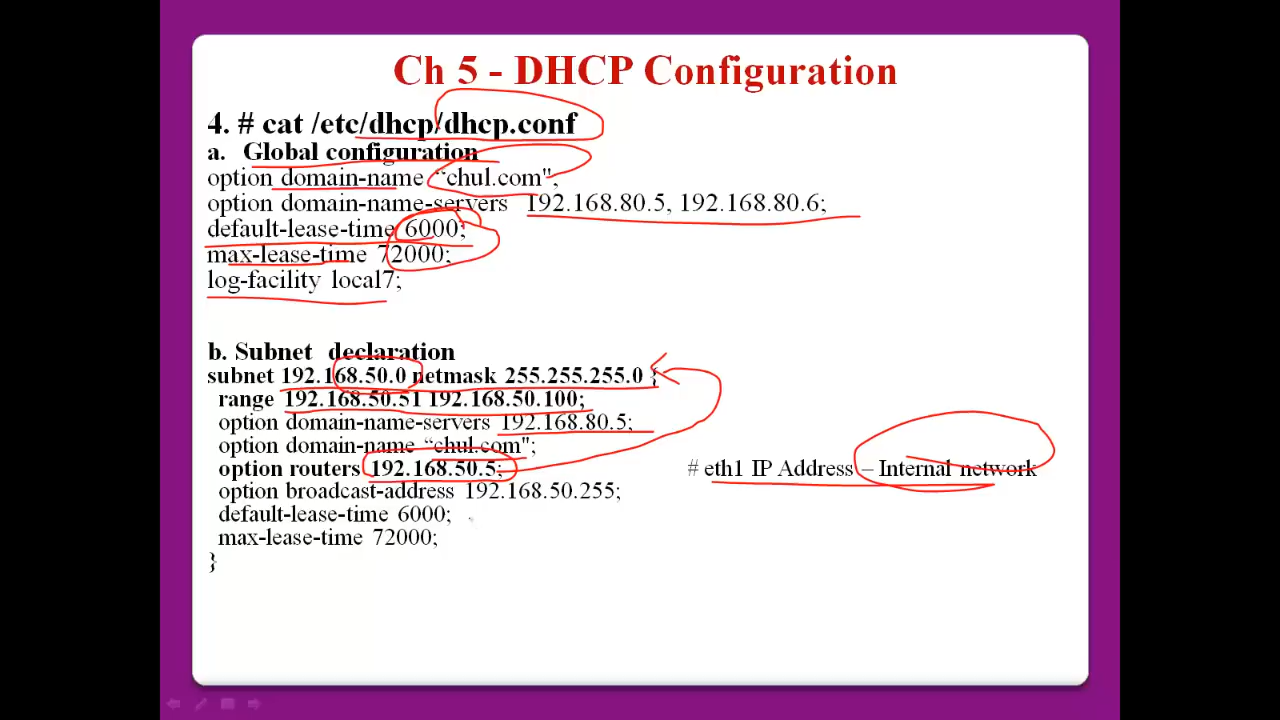 Ch 5 - DHCP Configuration
4. # cat /etc/dhcp/dhcp.conf
a. Global configuration
option domain-name “chul.com";
option domain-name-servers 192.168.80.5, 192.168.80.6;
default-lease-time 6000;
max-lease-time 72000;
log-facility local7;
b. Subnet declaration
subnet 192.168.50.0 netmask 255.255.255.0 {
range 192.168.50.51 192.168.50.100;
option domain-name-servers 192.168.80.5;
option domain-name “chul.com";
option routers 192.168.50.5; # eth1 IP Address – Internal network
option broadcast-address 192.168.50.255;
default-lease-time 6000;
max-lease-time 72000;
}